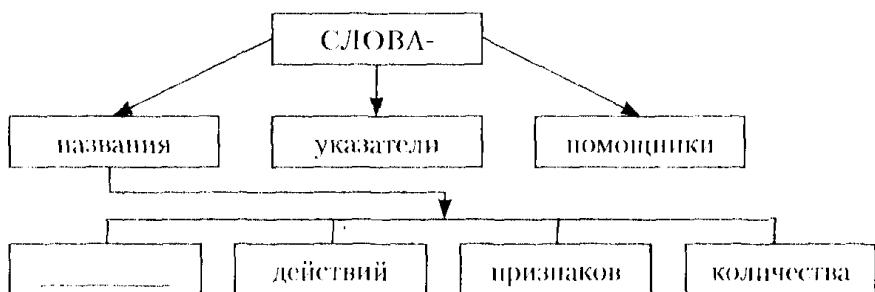 СЛОВА-
названия указатели помощники
действий признаков количества